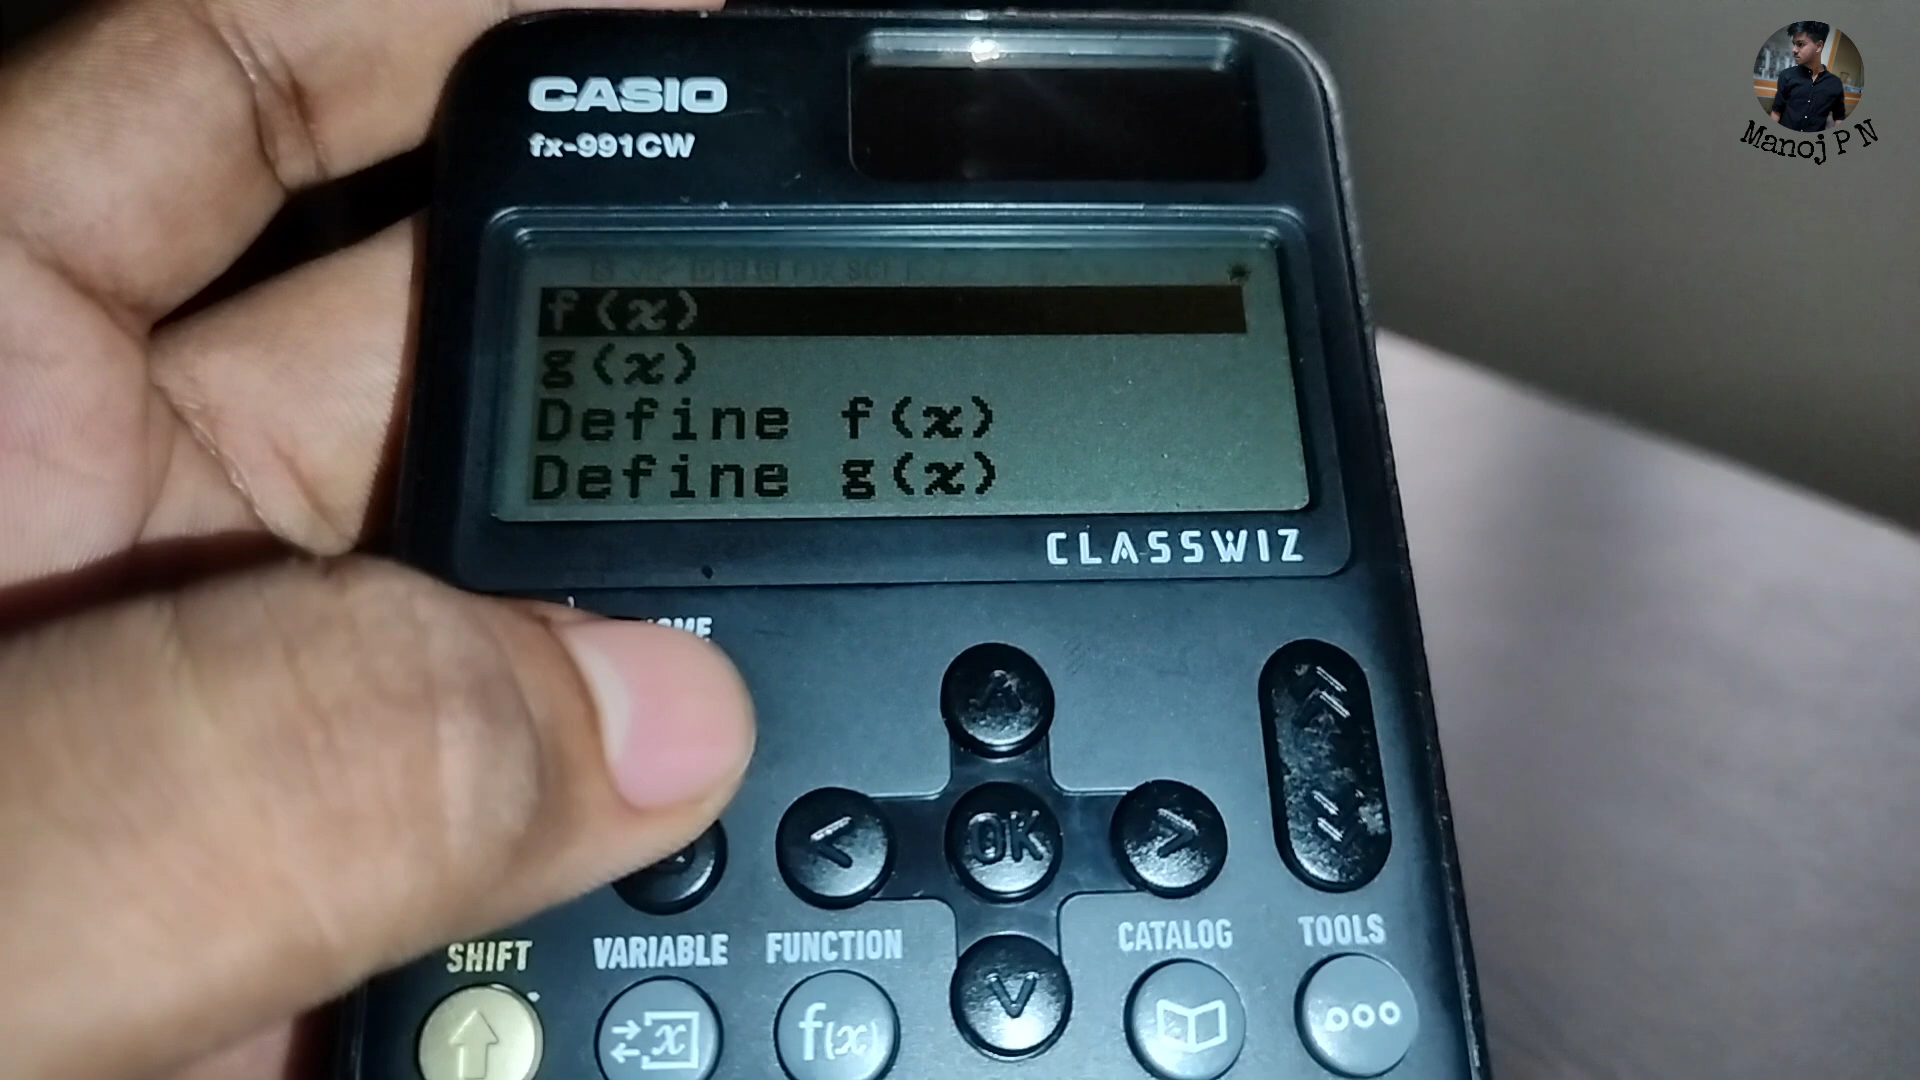 CASIO
fx-991CW
Manoj P N
f(x)
g(x)
Define f(x)
Define g(x)
CLASSWIZ
OK
SHIFT
VARIABLE
FUNCTION
CATALOG
TOOLS
x
f(x)